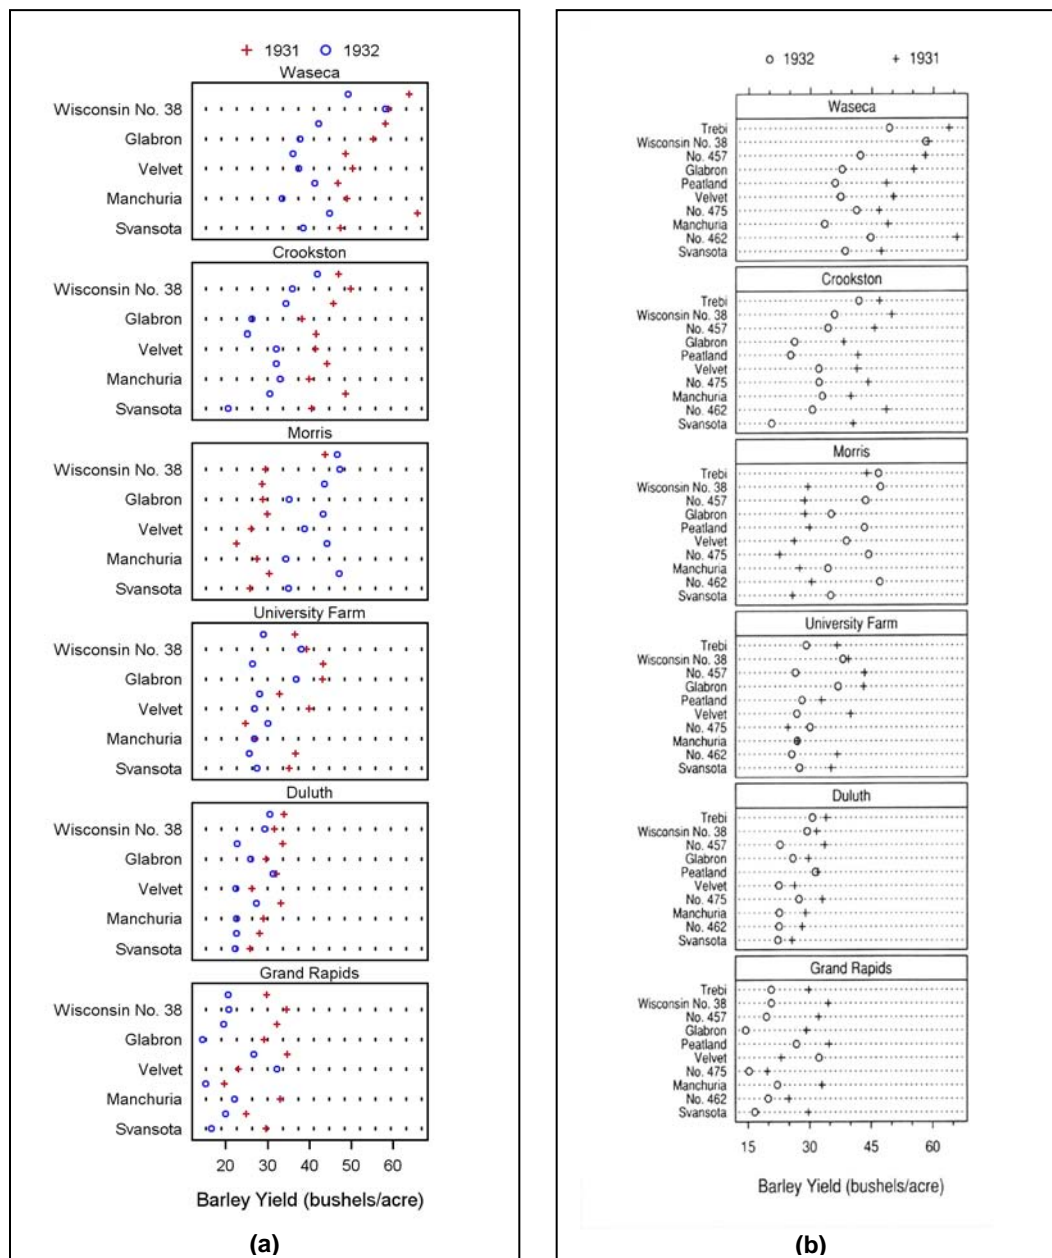 1931 1932
Waseca
Wisconsin No. 38
Glabron
Velvet
Manchuria
Svansota
Crookston
Wisconsin No. 38
Glabron
Velvet
Manchuria
Svansota
Morris
Wisconsin No. 38
Glabron
Velvet
Manchuria
Svansota
University Farm
Wisconsin No. 38
Glabron
Velvet
Manchuria
Svansota
Duluth
Wisconsin No. 38
Glabron
Velvet
Manchuria
Svansota
Grand Rapids
Wisconsin No. 38
Glabron
Velvet
Manchuria
Svansota
20 30 40 50 60
Barley Yield (bushels/acre)
(a)
1932 1931
Waseca
Trebi
Wisconsin No. 38
No. 457
Glabron
Peatland
Velvet
No. 475
Manchuria
No. 462
Svansota
Crookston
Trebi
Wisconsin No. 38
No. 457
Glabron
Peatland
Velvet
No. 475
Manchuria
No. 462
Svansota
Morris
Trebi
Wisconsin No. 38
No. 457
Glabron
Peatland
Velvet
No. 475
Manchuria
No. 462
Svansota
University Farm
Trebi
Wisconsin No. 38
No. 457
Glabron
Peatland
Velvet
No. 475
Manchuria
No. 462
Svansota
Duluth
Trebi
Wisconsin No. 38
No. 457
Glabron
Peatland
Velvet
No. 475
Manchuria
No. 462
Svansota
Grand Rapids
Trebi
Wisconsin No. 38
No. 457
Glabron
Peatland
Velvet
No. 475
Manchuria
No. 462
Svansota
15 30 45 60
Barley Yield (bushels/acre)
(b)